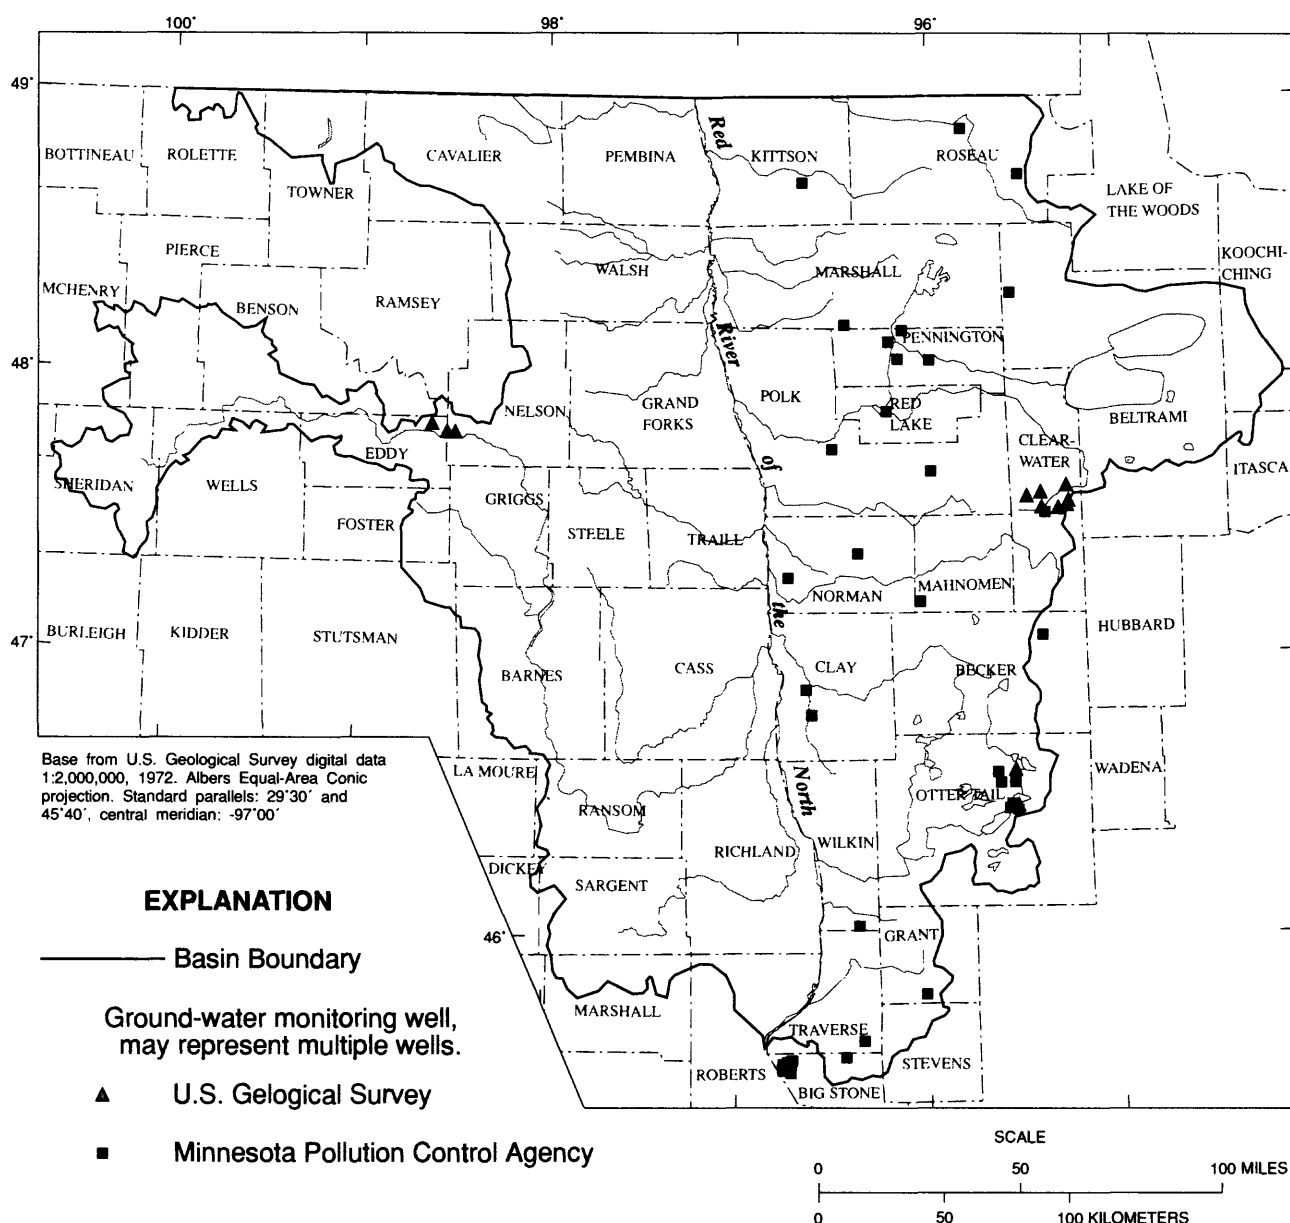 100°
98°
96°
49°
48°
47°
46°
BOTTINEAU
ROLETTE
TOWNER
CAVALIER
PEMBINA
KITTSON
ROSEAU
LAKE OF
THE WOODS
KOOCHI-
CHING
PIERCE
MCHENRY
BENSON
RAMSEY
WALSH
MARSHALL
PENNINGTON
NELSON
GRAND
FORKS
POLK
RED
LAKE
BELTRAMI
CLEAR-
WATER
ITASCA
EDDY
SHERIDAN
WELLS
FOSTER
GRIGGS
STEELE
TRAILL
NORMAN
MAHNOMEN
HUBBARD
BURLEIGH
KIDDER
STUTSMAN
BARNES
CASS
CLAY
BECKER
WADENA
LA MOURE
RANSOM
RICHLAND
WILKIN
OTTER TAIL
DICKEY
SARGENT
GRANT
MARSHALL
ROBERTS
TRAVERSE
BIG STONE
STEVENS
Red
River
of
the
North
Base from U.S. Geological Survey digital data
1:2,000,000, 1972. Albers Equal-Area Conic
projection. Standard parallels: 29°30´ and
45°40´, central meridian: -97°00´
EXPLANATION
Basin Boundary
Ground-water monitoring well,
may represent multiple wells.
U.S. Gelogical Survey
Minnesota Pollution Control Agency
SCALE
0 50 100 MILES
0 50 100 KILOMETERS